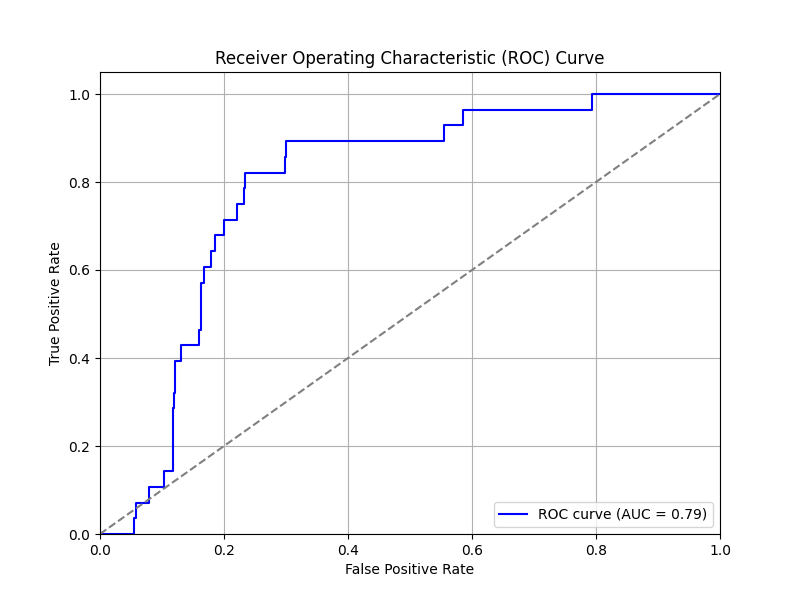 Receiver Operating Characteristic (ROC) Curve
True Positive Rate
1.0
0.8
0.6
0.4
0.2
0.0
ROC curve (AUC = 0.79)
0.0 0.2 0.4 0.6 0.8 1.0
False Positive Rate